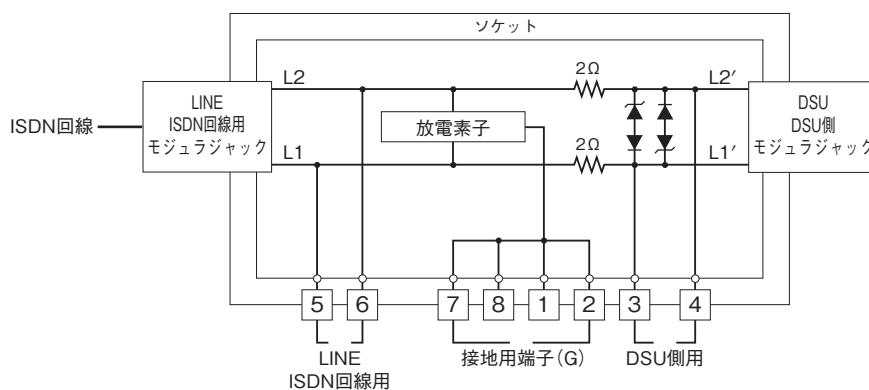 ソケット
L2
2Ω
L2′
LINE
ISDN回線用
モジュラジャック
ISDN回線
放電素子
DSU
DSU側
モジュラジャック
L1
2Ω
L1′
5 6 7 8 1 2 3 4
LINE
ISDN回線用
接地用端子(G)
DSU側用